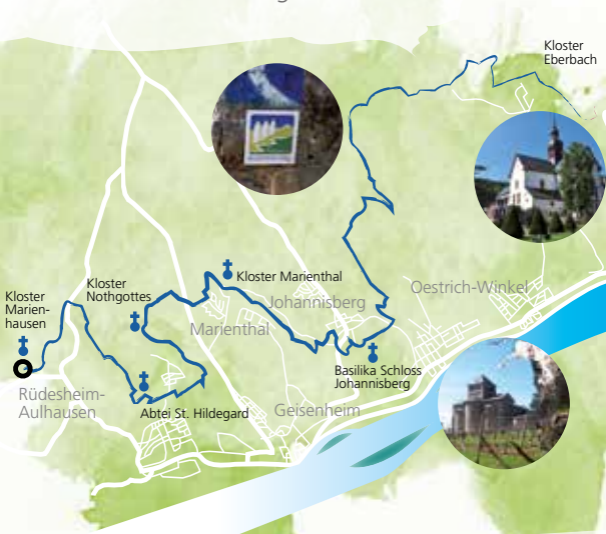 Kloster
Eberbach
Kloster Marienthal
Kloster
Nothgottes
Kloster
Marien-
hausen
Johannisberg
Oestrich-Winkel
Marienthal
Basilika Schloss
Johannisberg
Rüdesheim-
Aulhausen
Abtei St. Hildegard
Geisenheim